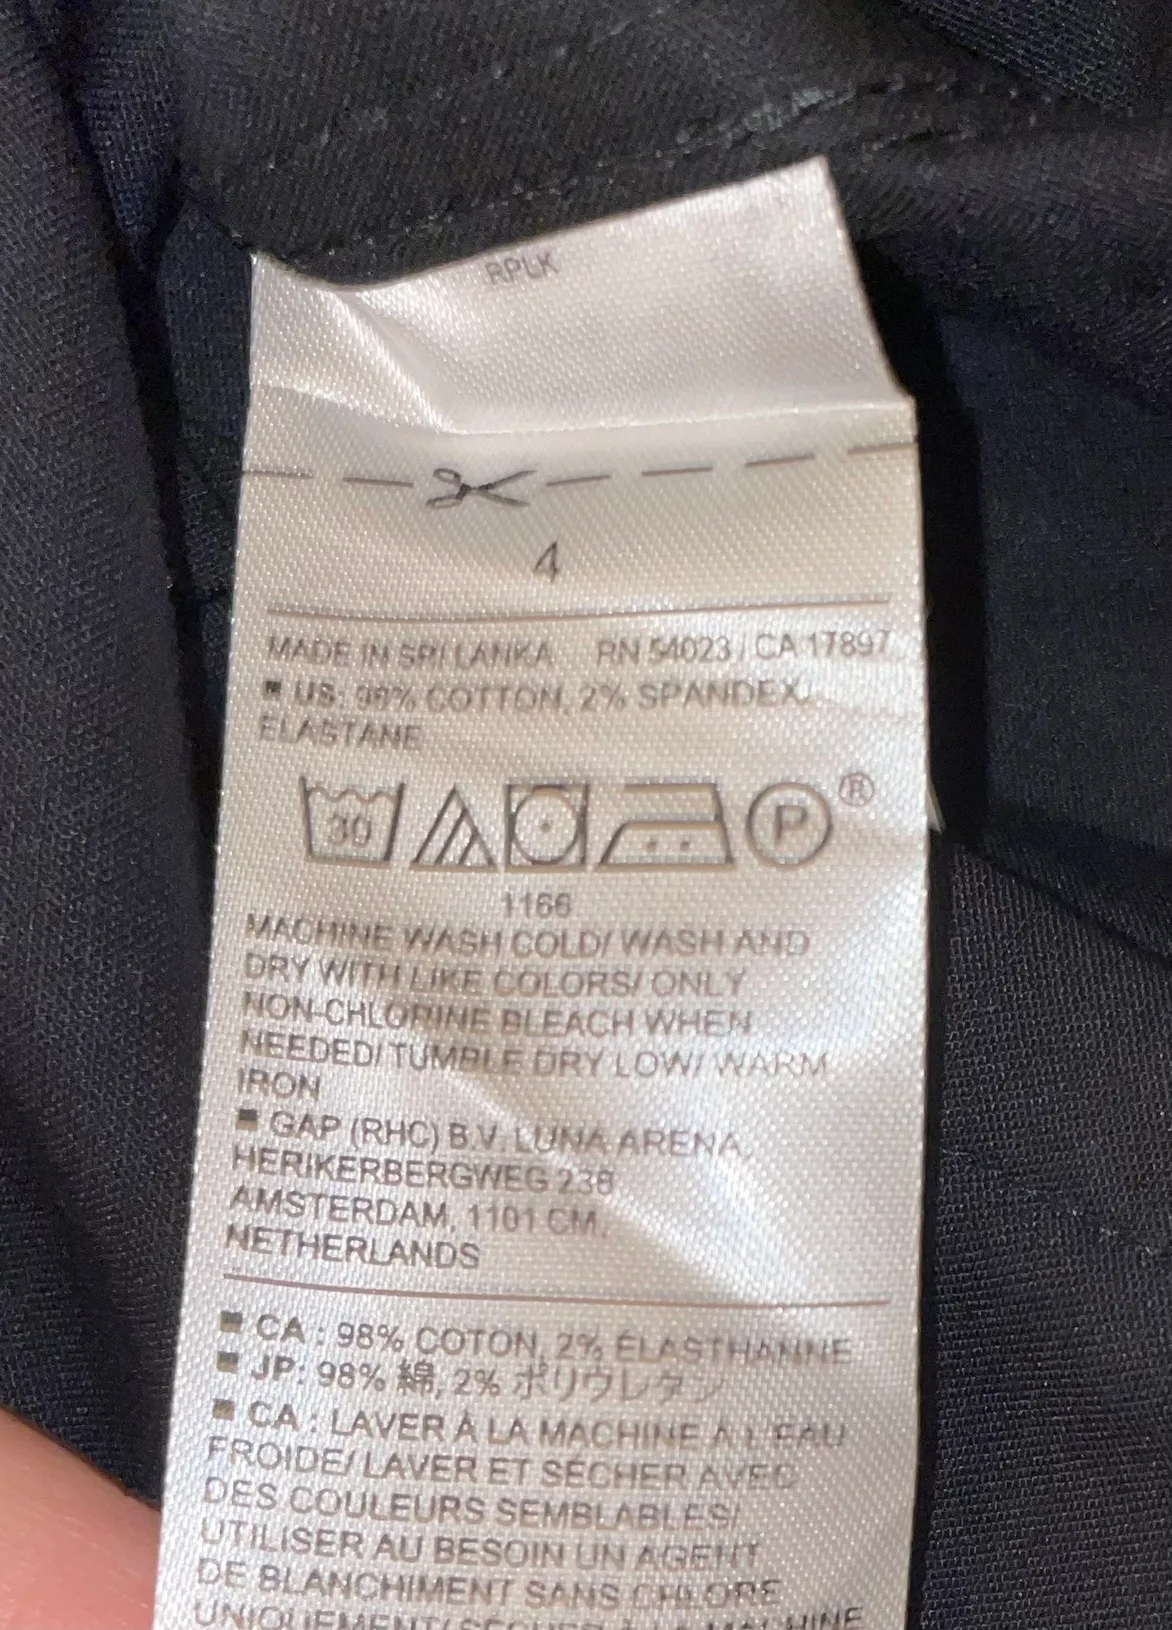 RPLK
4
MADE IN SRI LANKA RN 54023 / CA 17897
US: 98% COTTON, 2% SPANDEX/
ELASTANE
30 P ®
1166
MACHINE WASH COLD/ WASH AND
DRY WITH LIKE COLORS/ ONLY
NON-CHLORINE BLEACH WHEN
NEEDED/ TUMBLE DRY LOW/ WARM
IRON
GAP (RHC) B.V. LUNA ARENA,
HERIKERBERGWEG 238
AMSTERDAM, 1101 CM,
NETHERLANDS
CA : 98% COTON, 2% ÉLASTHANNE
JP: 98% 綿, 2% ポリウレタン
CA : LAVER À LA MACHINE À L'EAU
FROIDE/ LAVER ET SÉCHER AVEC
DES COULEURS SEMBLABLES/
UTILISER AU BESOIN UN AGENT
DE BLANCHIMENT SANS CHLORE
UNIQUEMENT/ SÉCHER À LA MACHINE